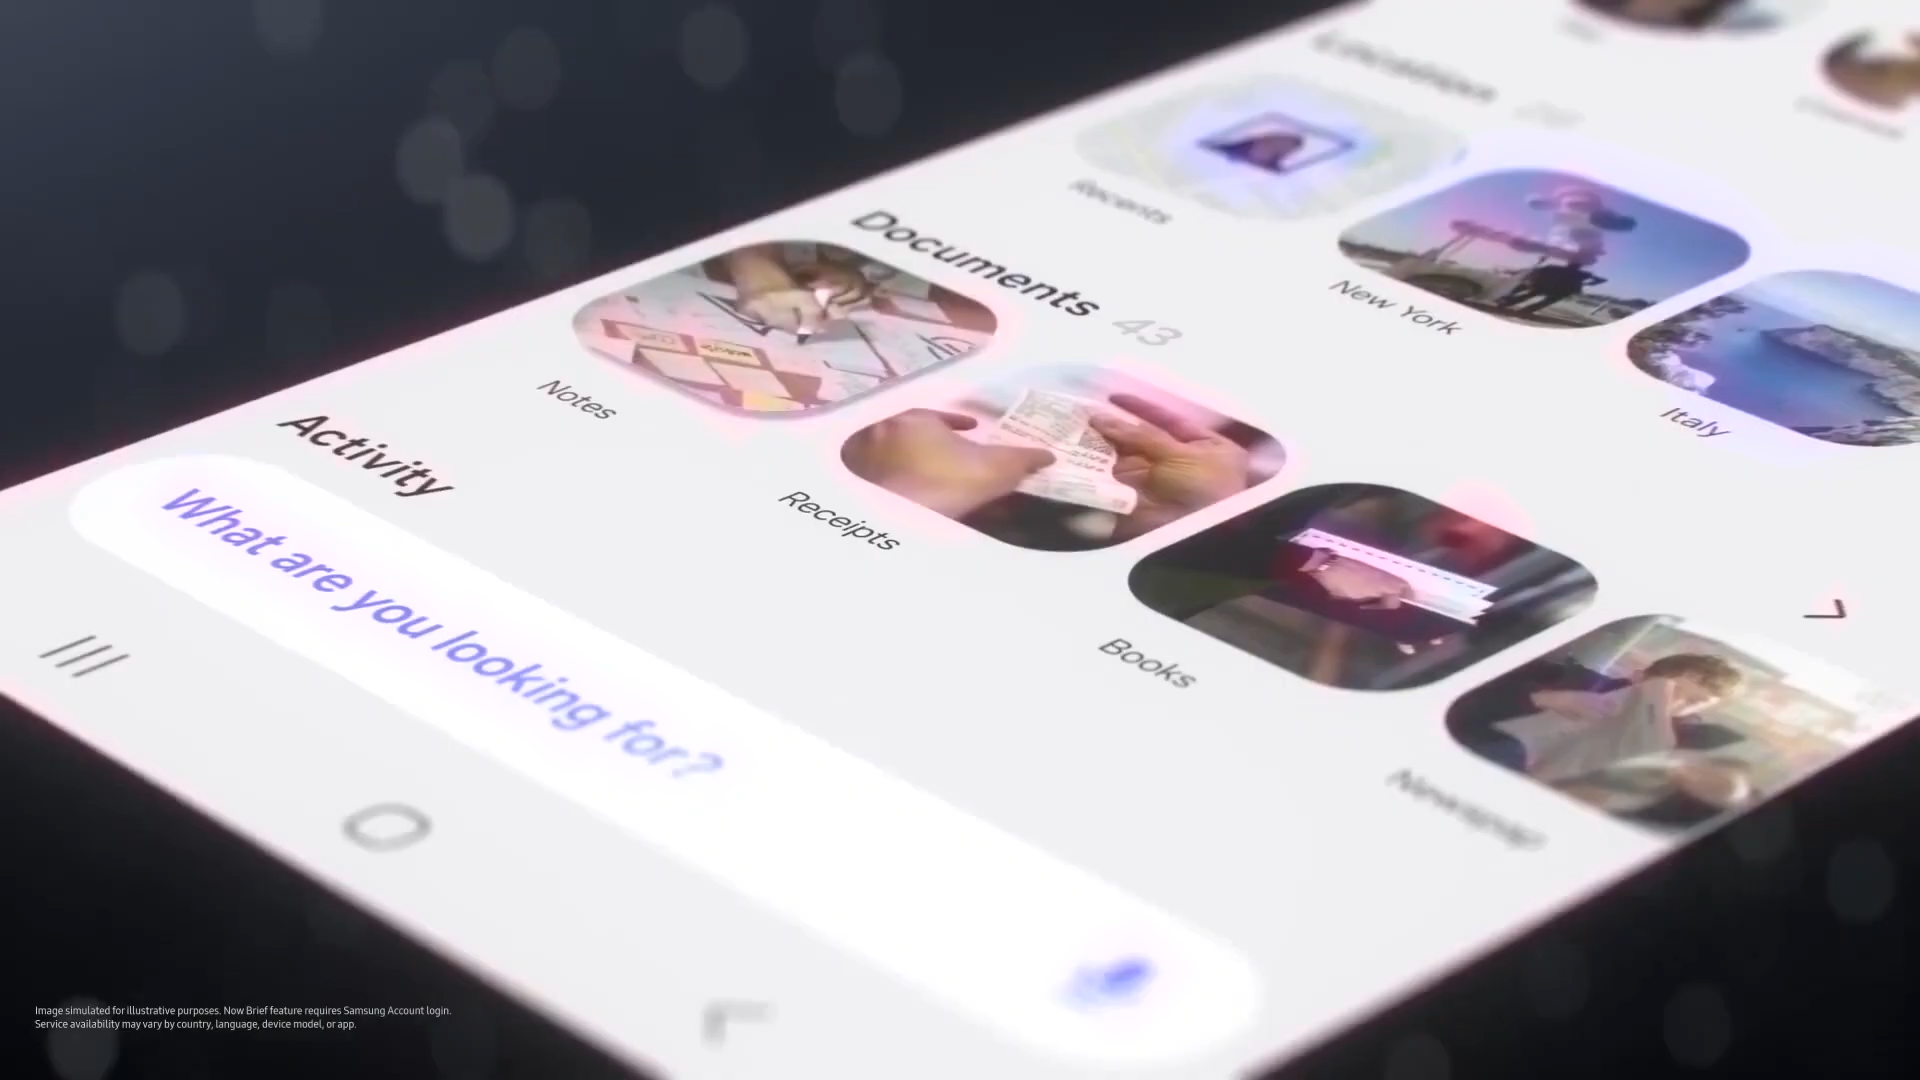 Recents
New York
Italy
Documents 43
Notes
Receipts
Books
Activity
What are you looking for?
Image simulated for illustrative purposes. Now Brief feature requires Samsung Account login.
Service availability may vary by country, language, device model, or app.